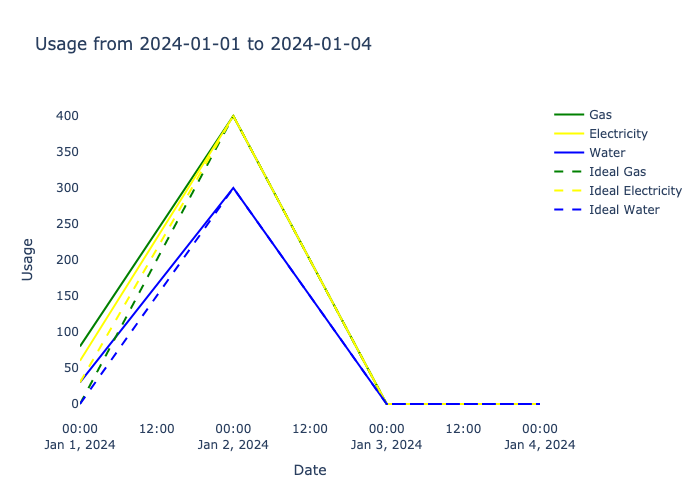 Usage from 2024-01-01 to 2024-01-04
400
350
300
250
200
150
100
50
0
Usage
00:00
Jan 1, 2024
12:00
00:00
Jan 2, 2024
12:00
00:00
Jan 3, 2024
12:00
00:00
Jan 4, 2024
Date
Gas
Electricity
Water
Ideal Gas
Ideal Electricity
Ideal Water